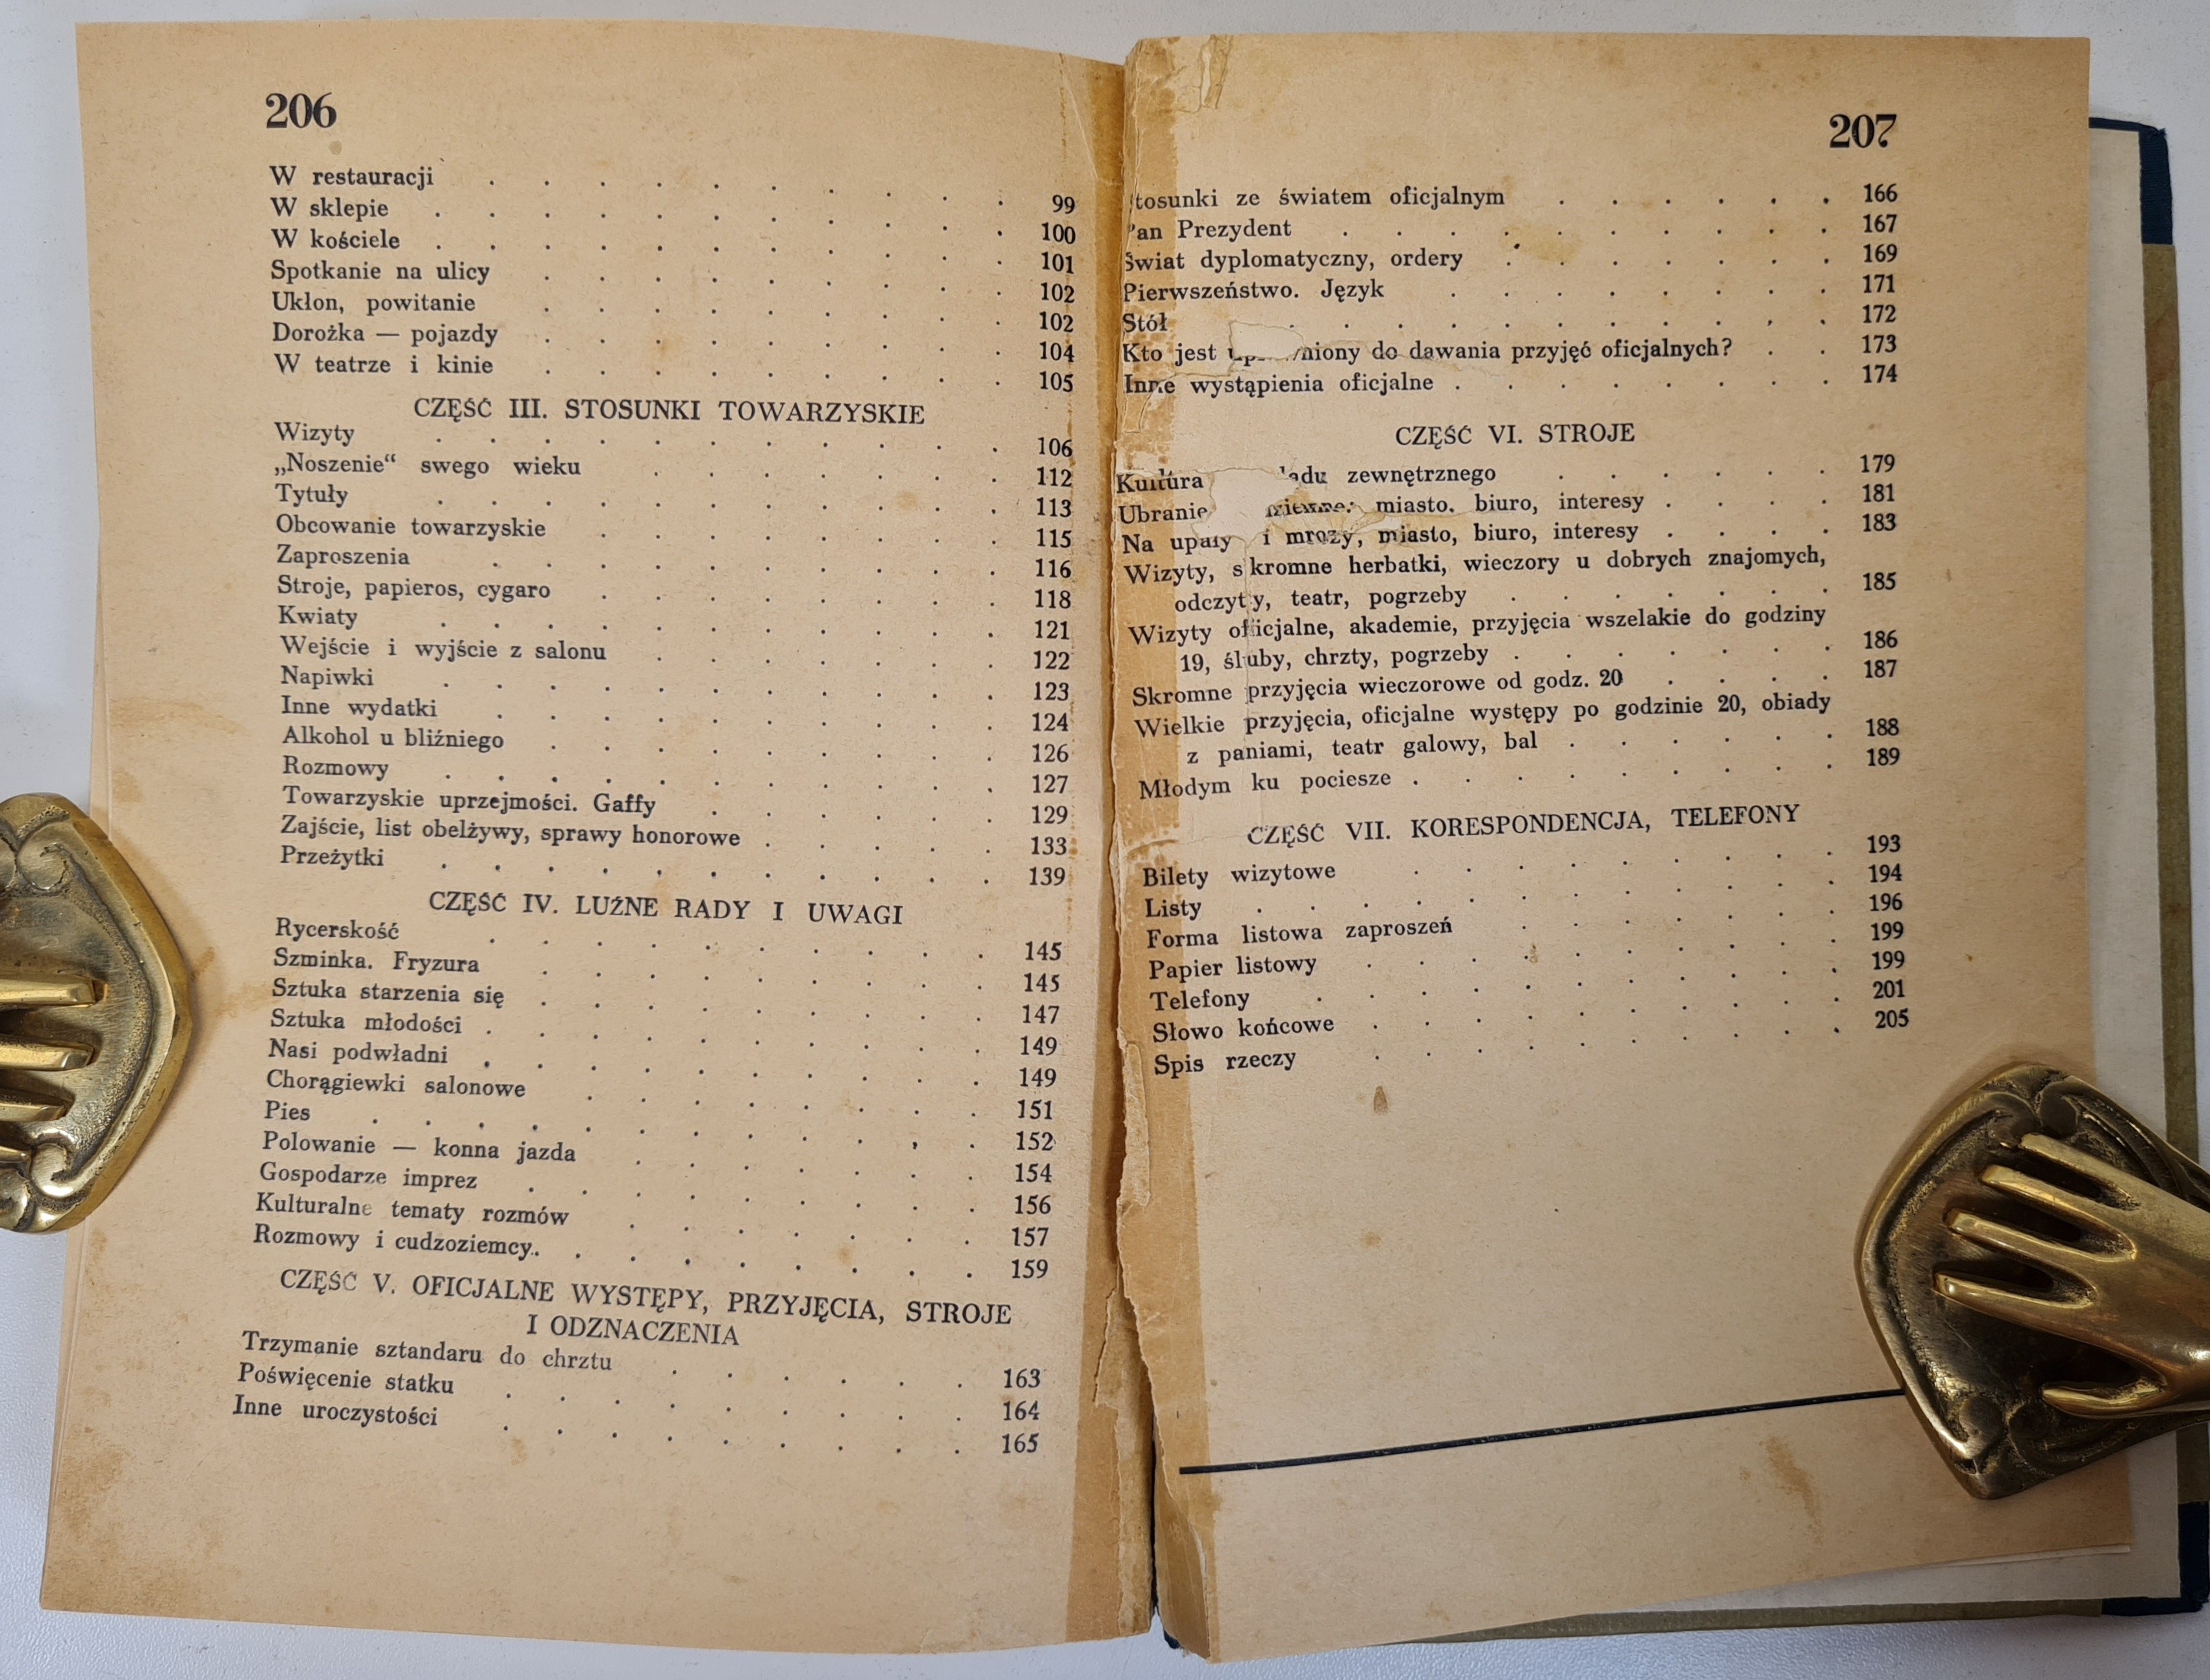 206
W restauracji . . . . . . . . . . 99
W sklepie . . . . . . . . . . . 100
W kościele . . . . . . . . . . . 101
Spotkanie na ulicy . . . . . . . . . 102
Ukłon, powitanie . . . . . . . . . 102
Dorożka — pojazdy . . . . . . . . . 104
W teatrze i kinie . . . . . . . . . 105
CZĘŚĆ III. STOSUNKI TOWARZYSKIE
Wizyty . . . . . . . . . . . 106
„Noszenie“ swego wieku . . . . . . . 112
Tytuły . . . . . . . . . . . 113
Obcowanie towarzyskie . . . . . . . . 115
Zaproszenia . . . . . . . . . . 116
Stroje, papieros, cygaro . . . . . . . . 118
Kwiaty . . . . . . . . . . . 121
Wejście i wyjście z salonu . . . . . . . 122
Napiwki . . . . . . . . . . . 123
Inne wydatki . . . . . . . . . . 124
Alkohol u bliźniego . . . . . . . . . 126
Rozmowy . . . . . . . . . . . 127
Towarzyskie uprzejmości. Gaffy . . . . . . 129
Zajście, list obelżywy, sprawy honorowe . . . . . 133
Przeżytki . . . . . . . . . . . 139
CZĘŚĆ IV. LUŹNE RADY I UWAGI
Rycerskość . . . . . . . . . . 145
Szminka. Fryzura . . . . . . . . . 145
Sztuka starzenia się . . . . . . . . . 147
Sztuka młodości . . . . . . . . . . 149
Nasi podwładni . . . . . . . . . . 149
Chorągiewki salonowe . . . . . . . . 151
Pies . . . . . . . . . . . . 152
Polowanie — konna jazda . . . . . . . 154
Gospodarze imprez . . . . . . . . . 156
Kulturalne tematy rozmów . . . . . . . 157
Rozmowy i cudzoziemcy. . . . . . . . . 159
CZĘŚĆ V. OFICJALNE WYSTĘPY, PRZYJĘCIA, STROJE
I ODZNACZENIA
Trzymanie sztandaru do chrztu . . . . . . 163
Poświęcenie statku . . . . . . . . . 164
Inne uroczystości . . . . . . . . . 165
207
tosunki ze światem oficjalnym . . . . . . 166
an Prezydent . . . . . . . . . . 167
Świat dyplomatyczny, ordery . . . . . . . 169
Pierwszeństwo. Język . . . . . . . . 171
Stół . . . . . . . . . . . 172
Kto jest do dawania przyjęć oficjalnych? . . 173
Inne wystąpienia oficjalne . . . . . . . . 174
CZĘŚĆ VI. STROJE
Kultura zewnętrznego . . . . . . 179
Ubranie miasto, biuro, interesy . . . . 181
Na upały i mrozy, miasto, biuro, interesy . . . . 183
Wizyty, skromne herbatki, wieczory u dobrych znajomych,
odczyty, teatr, pogrzeby . . . . . . . 185
Wizyty oficjalne, akademie, przyjęcia wszelakie do godziny
19, śluby, chrzty, pogrzeby . . . . . . . 186
Skromne przyjęcia wieczorowe od godz. 20 . . . . 187
Wielkie przyjęcia, oficjalne występy po godzinie 20, obiady
z paniami, teatr galowy, bal . . . . . . 188
Młodym ku pociesze . . . . . . . . . 189
CZĘŚĆ VII. KORESPONDENCJA, TELEFONY
Bilety wizytowe . . . . . . . . . 193
Listy . . . . . . . . . . . . 194
Forma listowa zaproszeń . . . . . . . 196
Papier listowy . . . . . . . . . . 199
Telefony . . . . . . . . . . . 199
Słowo końcowe . . . . . . . . . . 201
Spis rzeczy . . . . . . . . . . 205